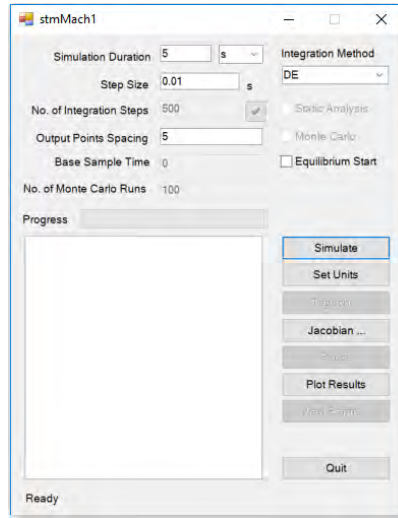 stmMach1
Simulation Duration 5 s
Integration Method
Step Size 0.01 s
DE
No. of Integration Steps 500
Static Analysis
Output Points Spacing 5
Monte Carlo
Base Sample Time 0
Equilibrium Start
No. of Monte Carlo Runs 100
Progress
Simulate
Set Units
Jacobian ...
Plot Results
Quit
Ready